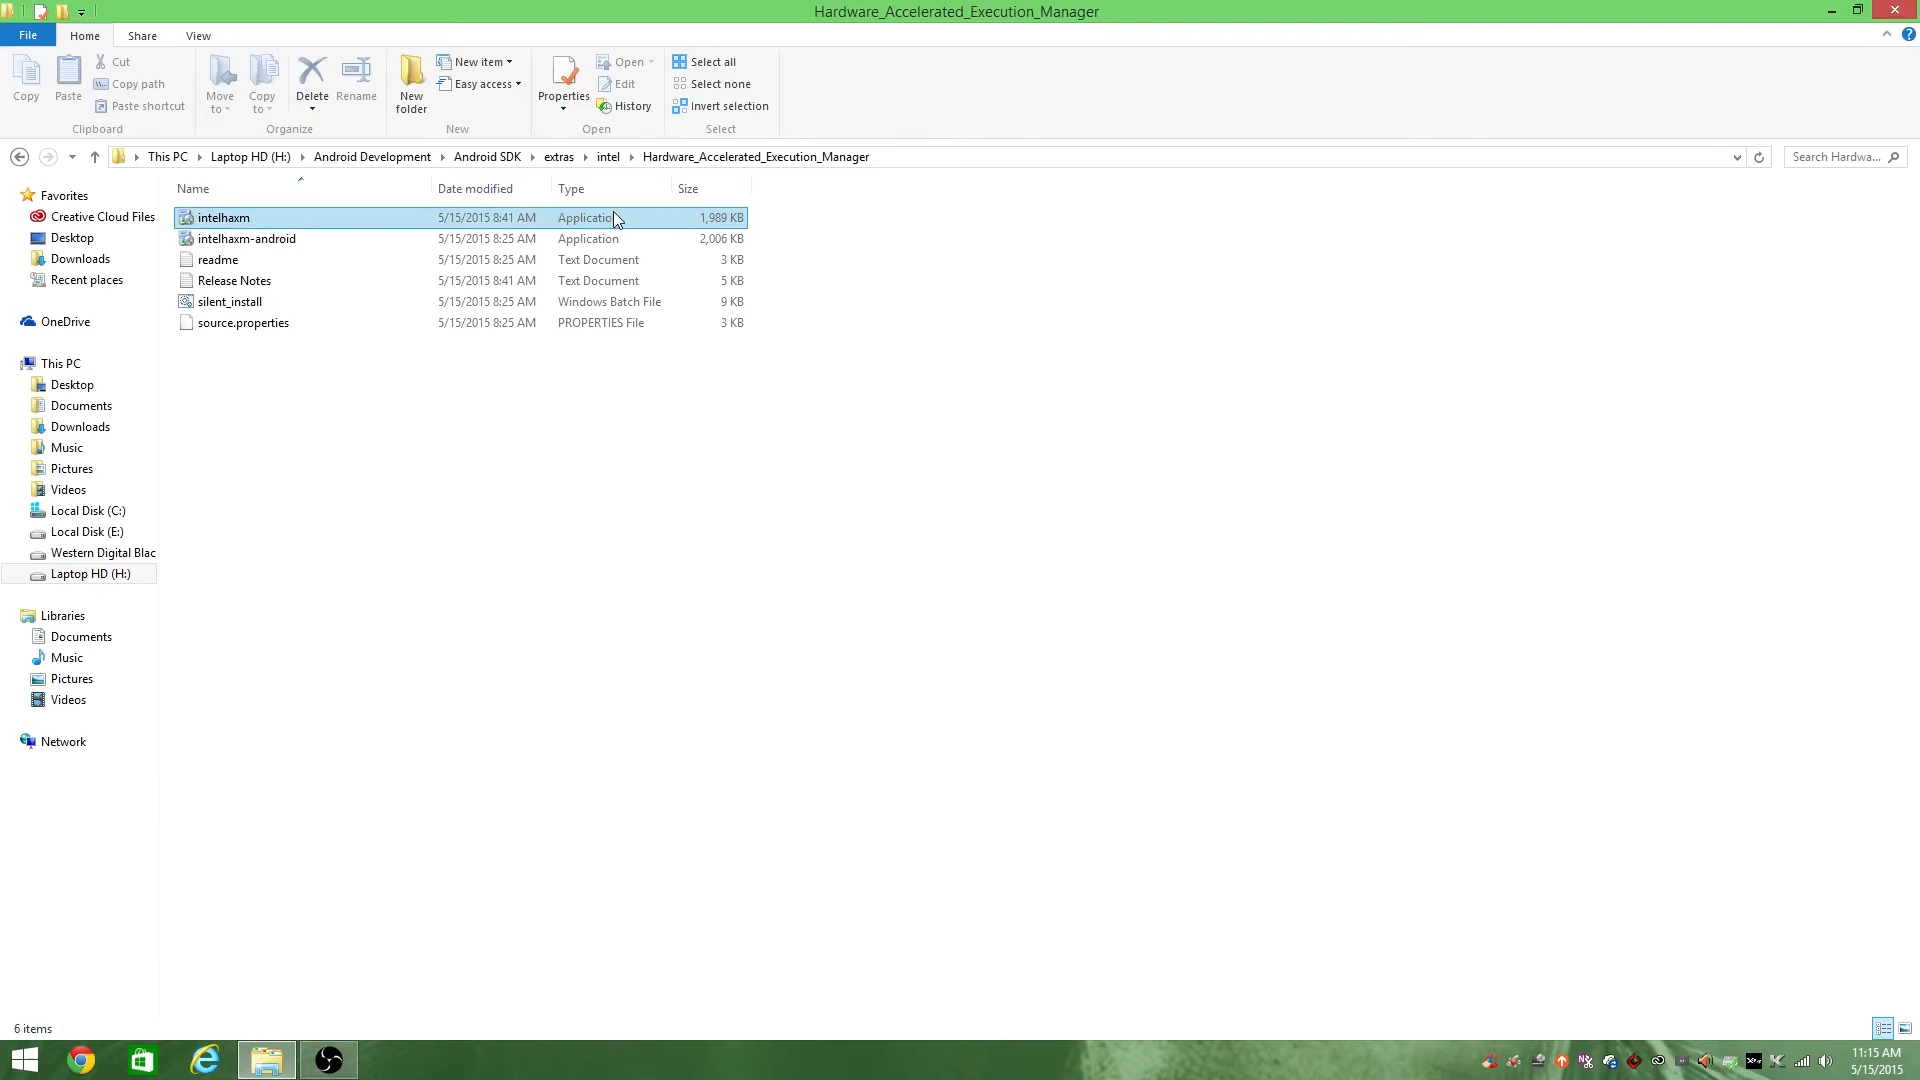 Hardware_Accelerated_Execution_Manager
File Home Share View
Copy
Paste
Cut
Copy path
Paste shortcut
Clipboard
Move to
Copy to
Delete
Rename
Organize
New folder
New item
Easy access
New
Properties
Open
Edit
History
Open
Select all
Select none
Invert selection
Select
This PC Laptop HD (H:) Android Development Android SDK extras intel Hardware_Accelerated_Execution_Manager
Search Hardwa...
Name Date modified Type Size
intelhaxm 5/15/2015 8:41 AM Application 1,989 KB
intelhaxm-android 5/15/2015 8:25 AM Application 2,006 KB
readme 5/15/2015 8:25 AM Text Document 3 KB
Release Notes 5/15/2015 8:41 AM Text Document 5 KB
silent_install 5/15/2015 8:25 AM Windows Batch File 9 KB
source.properties 5/15/2015 8:25 AM PROPERTIES File 3 KB
Favorites
Creative Cloud Files
Desktop
Downloads
Recent places
OneDrive
This PC
Desktop
Documents
Downloads
Music
Pictures
Videos
Local Disk (C:)
Local Disk (E:)
Western Digital Blac
Laptop HD (H:)
Libraries
Documents
Music
Pictures
Videos
Network
6 items
11:15 AM
5/15/2015